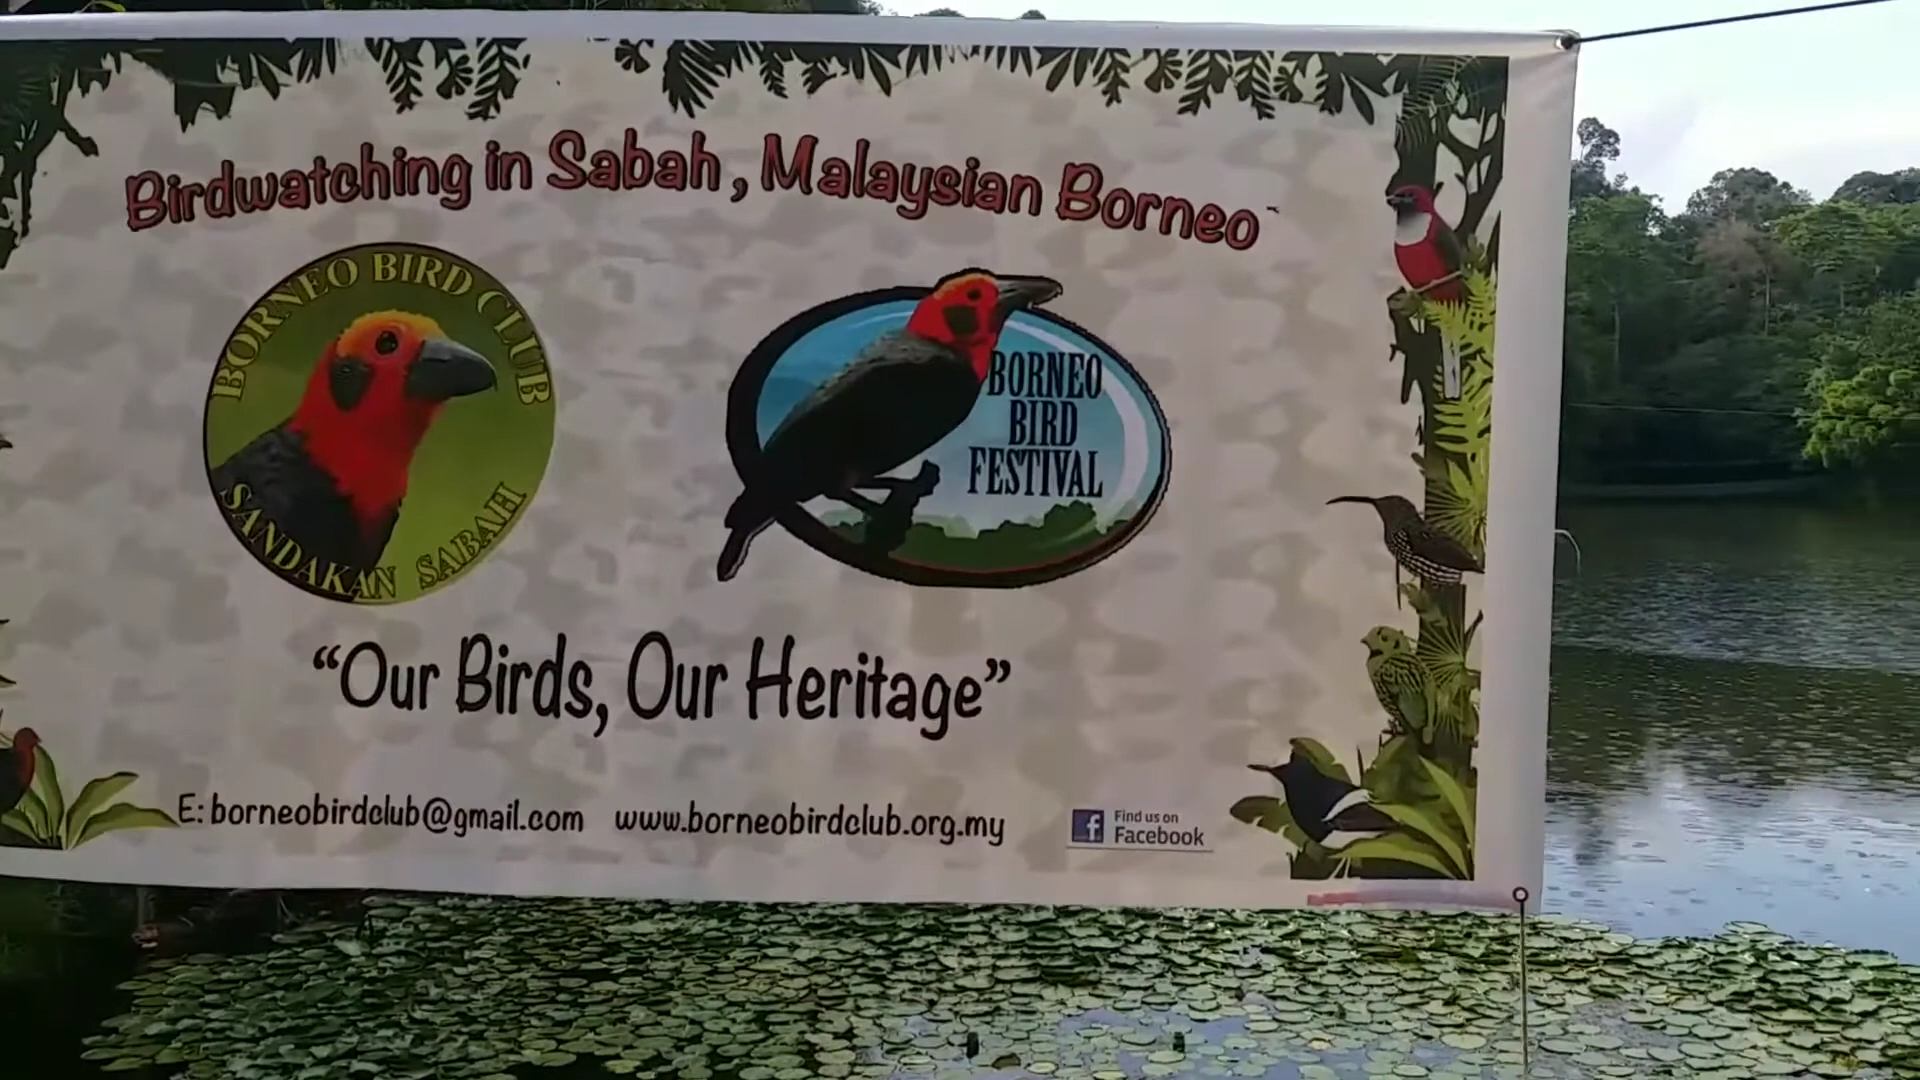 Birdwatching in Sabah, Malaysian Borneo
BORNEO BIRD CLUB
SANDAKAN SABAH
BORNEO
BIRD
FESTIVAL
“Our Birds, Our Heritage”
E: borneobirdclub@gmail.com www.borneobirdclub.org.my
f Find us on
Facebook